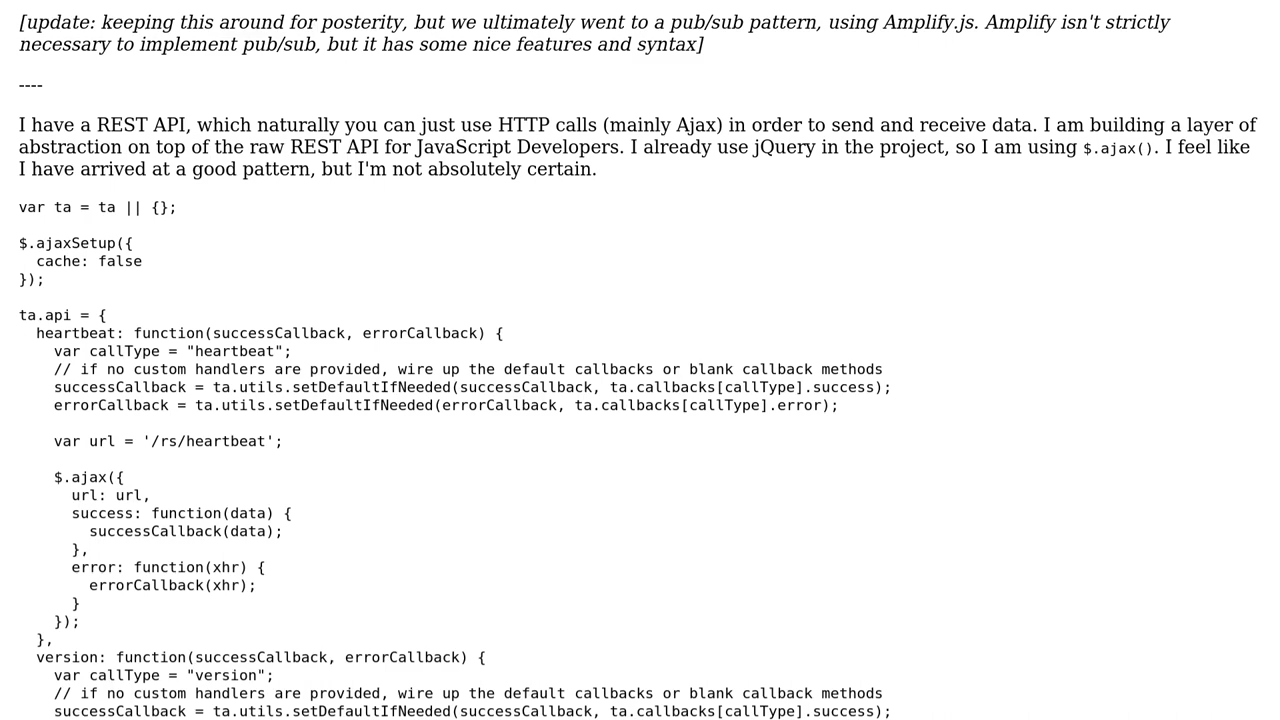 [update: keeping this around for posterity, but we ultimately went to a pub/sub pattern, using Amplify.js. Amplify isn't strictly
necessary to implement pub/sub, but it has some nice features and syntax]
----
I have a REST API, which naturally you can just use HTTP calls (mainly Ajax) in order to send and receive data. I am building a layer of
abstraction on top of the raw REST API for JavaScript Developers. I already use jQuery in the project, so I am using $.ajax(). I feel like
I have arrived at a good pattern, but I'm not absolutely certain.
var ta = ta || {};
$.ajaxSetup({
  cache: false
});
ta.api = {
  heartbeat: function(successCallback, errorCallback) {
    var callType = "heartbeat";
    // if no custom handlers are provided, wire up the default callbacks or blank callback methods
    successCallback = ta.utils.setDefaultIfNeeded(successCallback, ta.callbacks[callType].success);
    errorCallback = ta.utils.setDefaultIfNeeded(errorCallback, ta.callbacks[callType].error);
    var url = '/rs/heartbeat';
    $.ajax({
      url: url,
      success: function(data) {
        successCallback(data);
      },
      error: function(xhr) {
        errorCallback(xhr);
      }
    });
  },
  version: function(successCallback, errorCallback) {
    var callType = "version";
    // if no custom handlers are provided, wire up the default callbacks or blank callback methods
    successCallback = ta.utils.setDefaultIfNeeded(successCallback, ta.callbacks[callType].success);